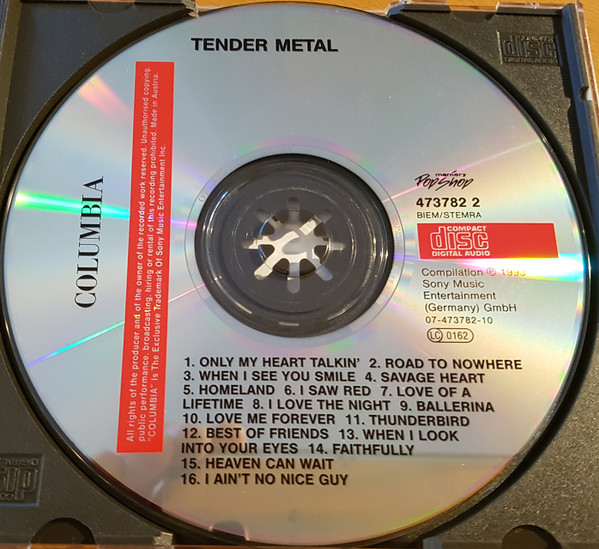 TENDER METAL
COLUMBIA
All rights of the producer and of the owner of the recorded work reserved. Unauthorised copying,
public performance, broadcasting, hiring or rental of this recording prohibited. Made in Austria.
"COLUMBIA" Is The Exclusive Trademark Of Sony Music Entertainment Inc.
COMPACT
disc
DIGITAL AUDIO
PopShop
473782 2
BIEM/STEMRA
COMPACT
disc
DIGITAL AUDIO
Compilation ℗ 1993
Sony Music
Entertainment
(Germany) GmbH
07-473782-10
LC 0162
1. ONLY MY HEART TALKIN' 2. ROAD TO NOWHERE
3. WHEN I SEE YOU SMILE 4. SAVAGE HEART
5. HOMELAND 6. I SAW RED 7. LOVE OF A
LIFETIME 8. I LOVE THE NIGHT 9. BALLERINA
10. LOVE ME FOREVER 11. THUNDERBIRD
12. BEST OF FRIENDS 13. WHEN I LOOK
INTO YOUR EYES 14. FAITHFULLY
15. HEAVEN CAN WAIT
16. I AIN'T NO NICE GUY